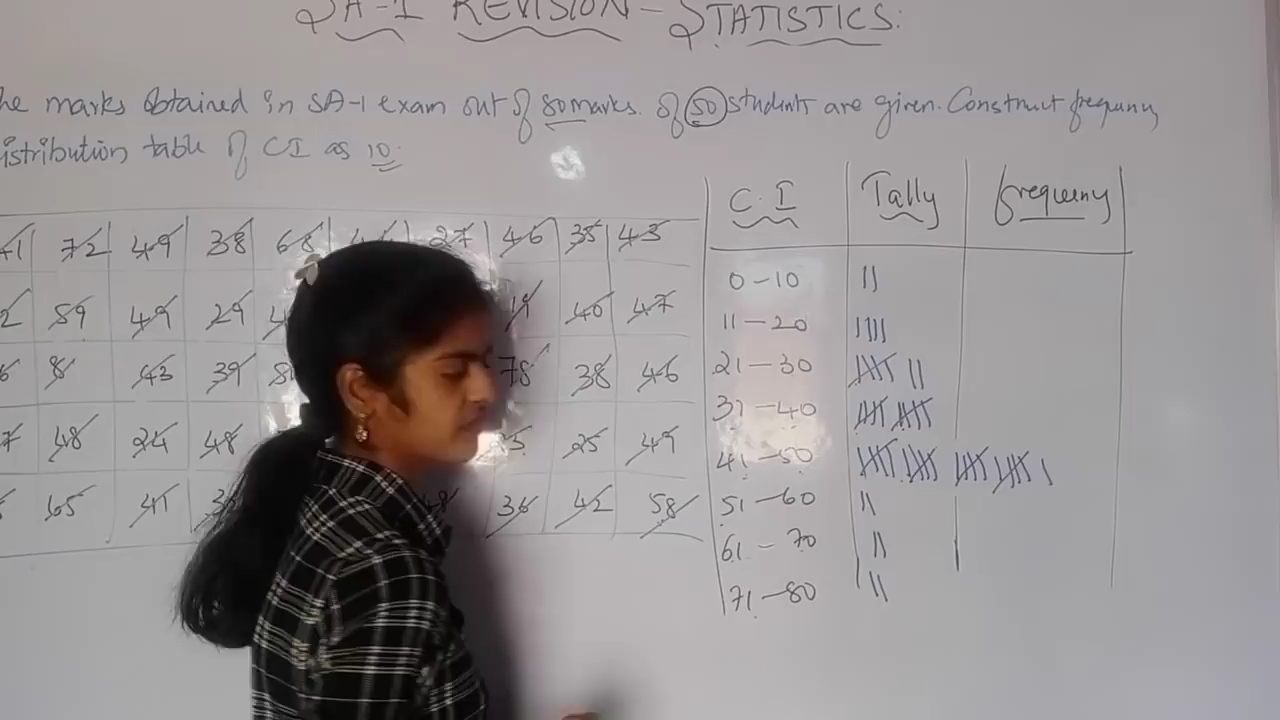 SA-I REVISION - STATISTICS:
he marks obtained in SA-1 exam out of 80 marks. of 50 students are given. Construct frequency
istribution table of CI as 10.
C.I Tally frequency
72 49 38 68 27 46 35 43
0-10 ||
59 49 29 19 40 47
11-20 ||||
8 43 39 78 38 46
21-30 |||| ||
31-40 |||| ||||
48 24 48 25 49
41-50 |||| |||| |||| |||| |
65 41 36 42 58
51-60 ||
61-70 ||
71-80 ||